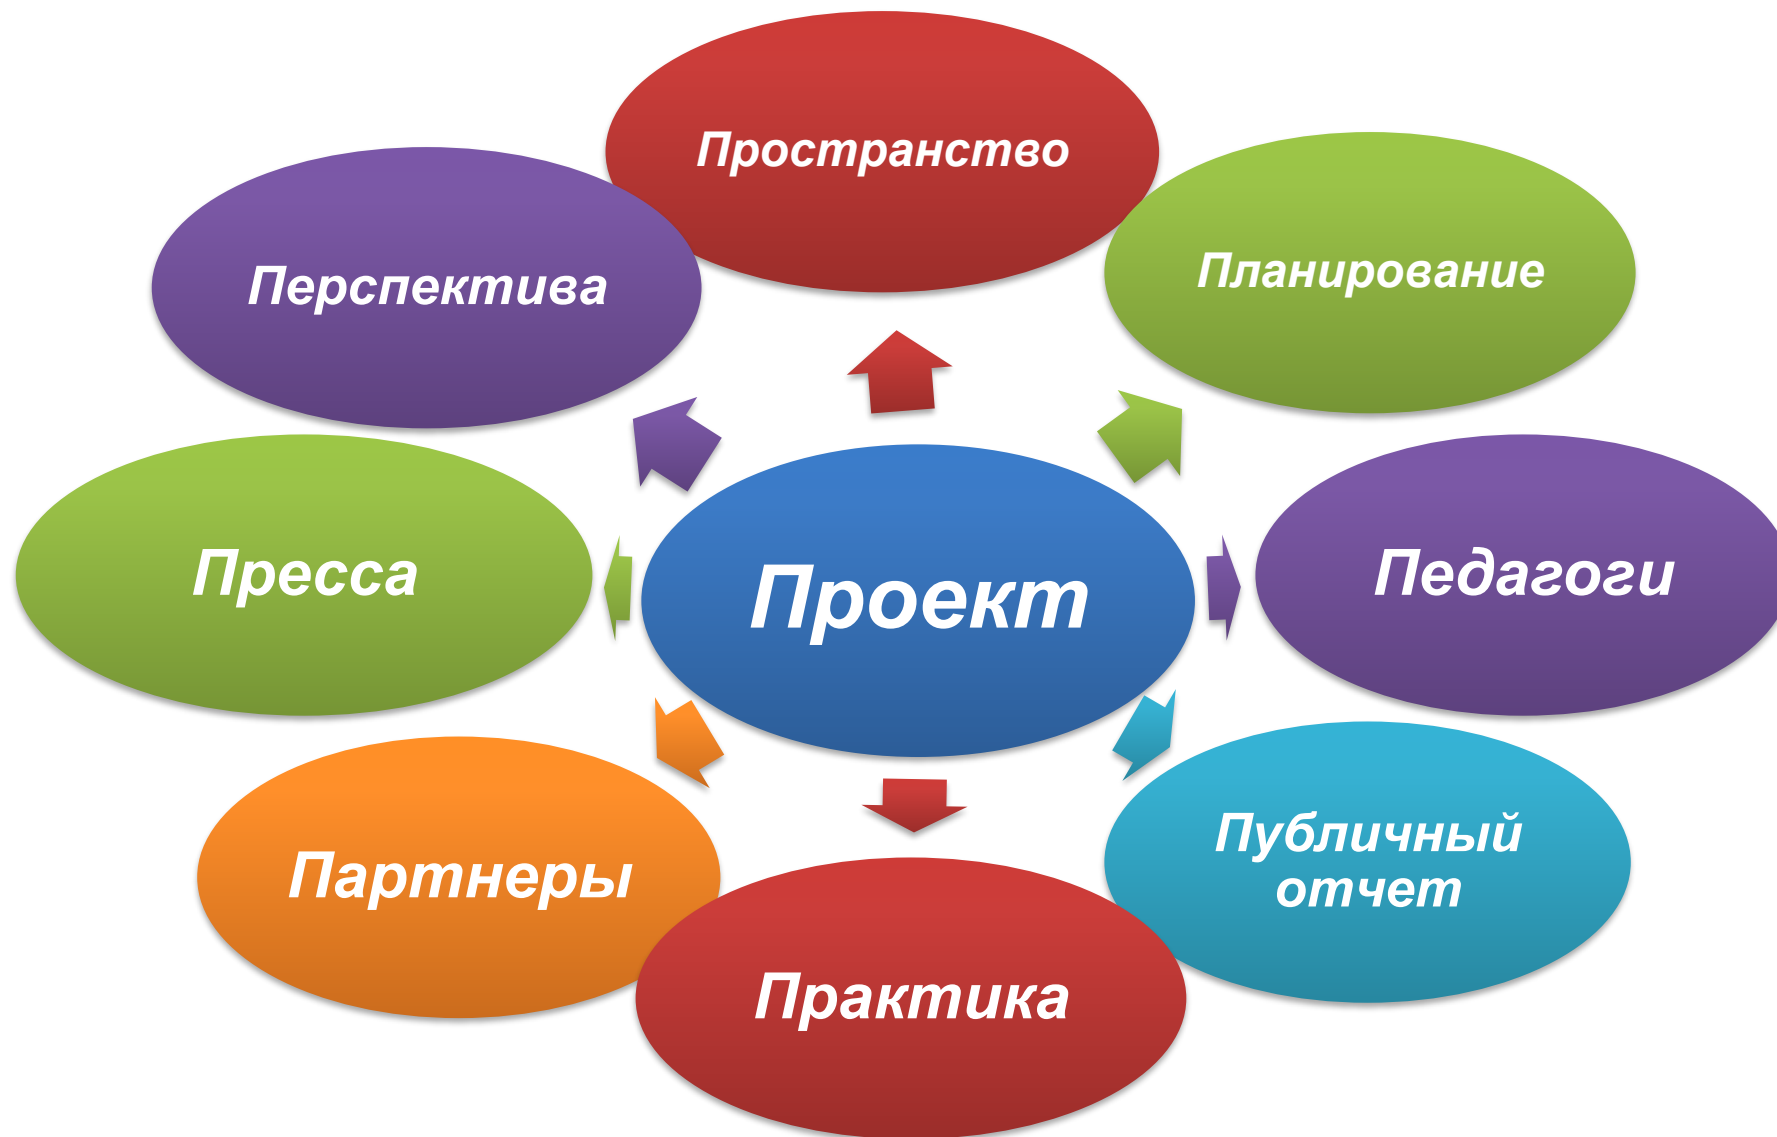 Пространство
Перспектива
Планирование
Пресса
Проект
Педагоги
Партнеры
Публичный
отчет
Практика